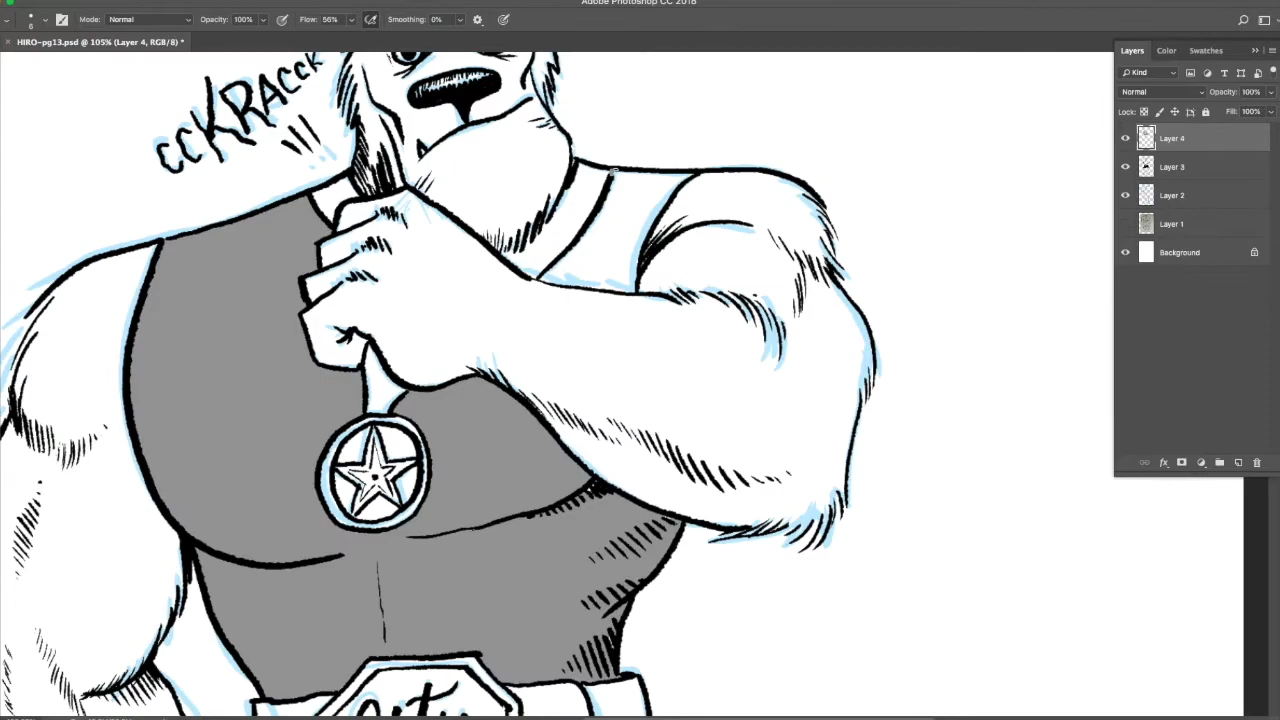 Adobe Photoshop CC 2018
6 Mode: Normal Opacity: 100% Flow: 56% Smoothing: 0%
× HIRO-pg13.psd @ 105% (Layer 4, RGB/8) *
Layers Color Swatches
Kind
Normal Opacity: 100%
Lock: Fill: 100%
Layer 4
Layer 3
Layer 2
Layer 1
Background
CCKRACCK
fx